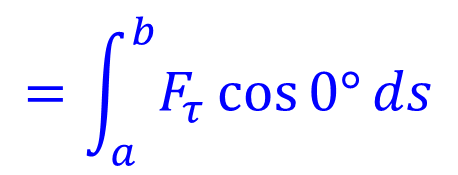 = ∫_a^b F_τ cos 0° ds